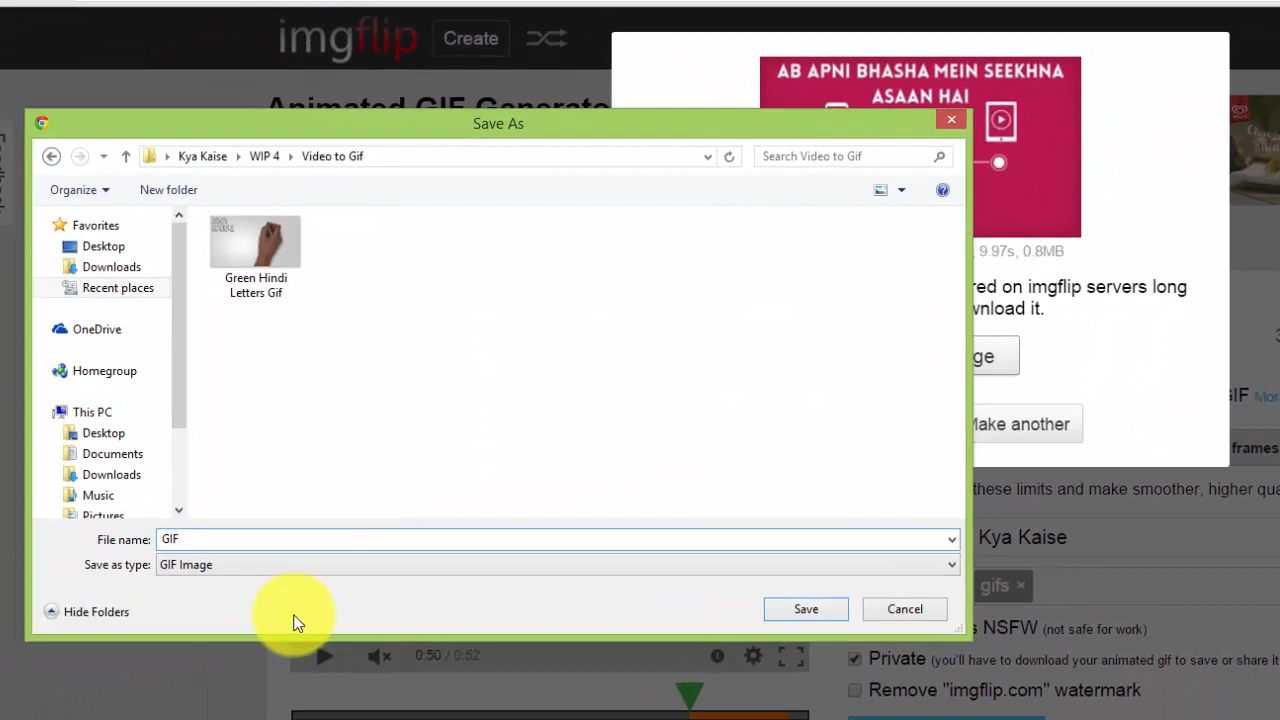 imgflip
Create
AB APNI BHASHA MEIN SEEKHNA
ASAAN HAI
Animated GIF Generato
Save As
Kya Kaise
WIP 4
Video to Gif
Search Video to Gif
Organize
New folder
Favorites
Desktop
Downloads
Recent places
OneDrive
Homegroup
This PC
Desktop
Documents
Downloads
Music
Pictures
Green Hindi
Letters Gif
, 9.97s, 0.8MB
red on imgflip servers long
wnload it.
ge
Make another
GIF Mor
frames
these limits and make smoother, higher qua
File name: GIF
Save as type: GIF Image
Hide Folders
Save
Cancel
Kya Kaise
gifs ×
s NSFW (not safe for work)
0:50 / 0:52
Private (you'll have to download your animated gif to save or share it
Remove "imgflip.com" watermark